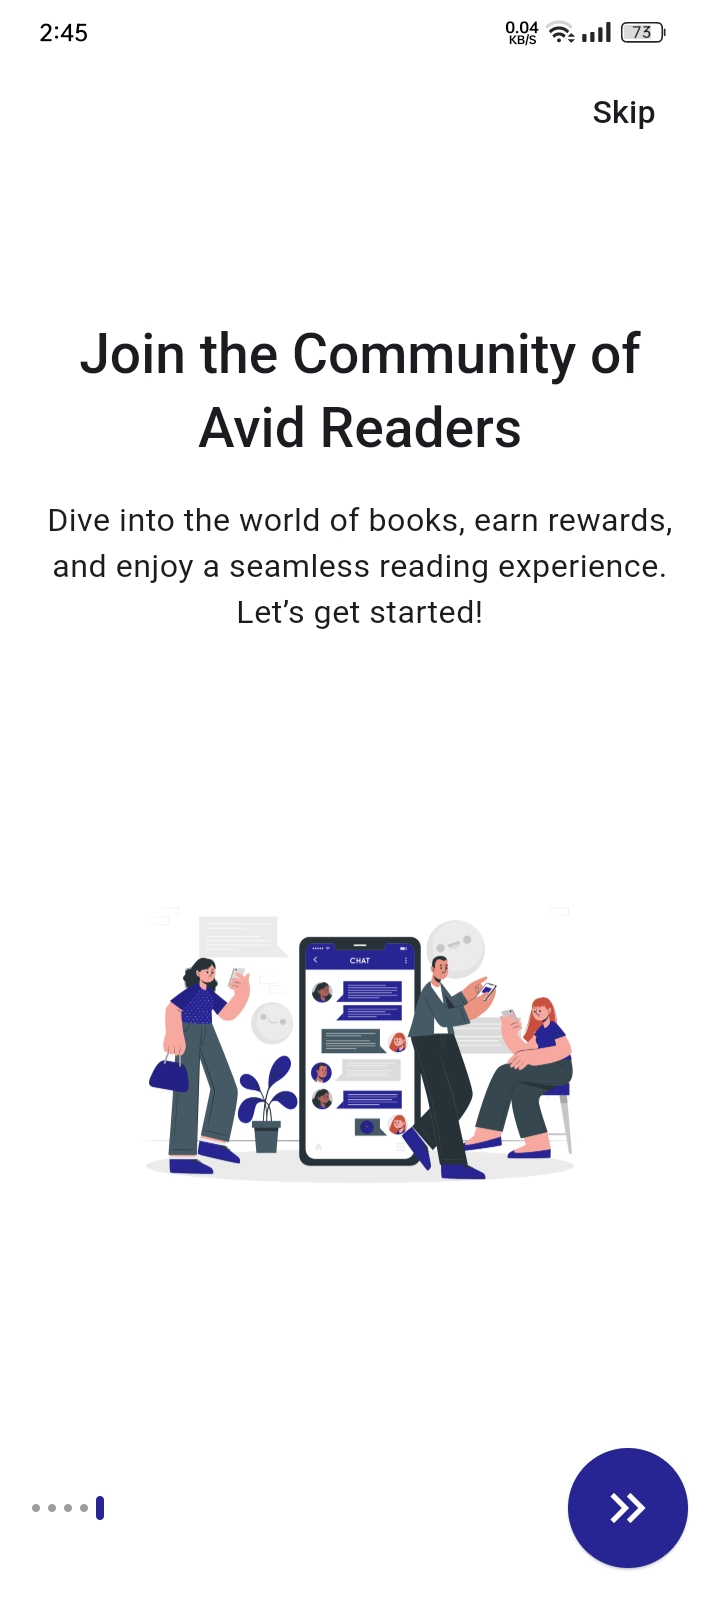 2:45
0.04
KB/S
73
Skip
Join the Community of
Avid Readers
Dive into the world of books, earn rewards,
and enjoy a seamless reading experience.
Let’s get started!
CHAT